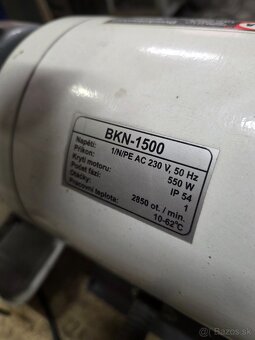 BKN-1500
Napětí: 1/N/PE AC 230 V, 50 Hz
Příkon: 550 W
Krytí motoru: IP 54
Počet fází: 1
Otáčky: 2850 ot. / min.
Pracovní teplota: 10-62°C
Bazos.sk